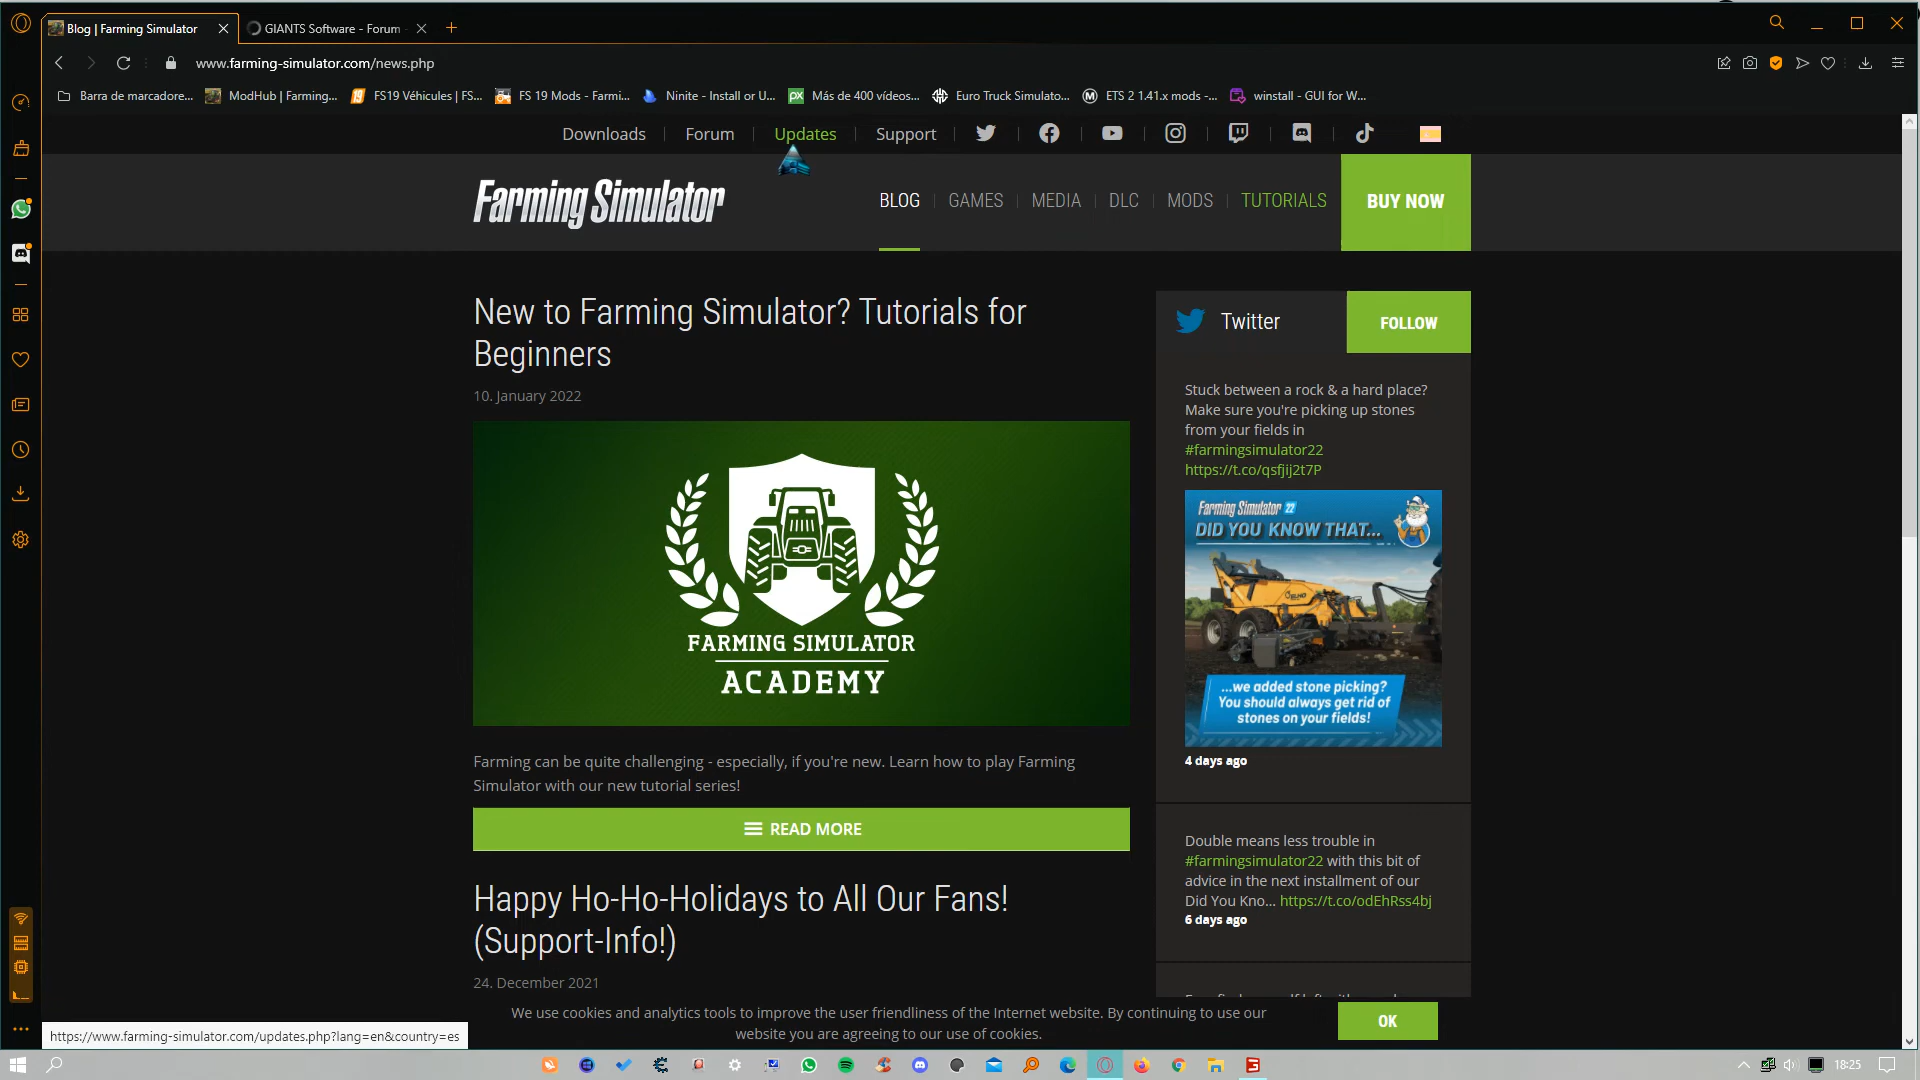 Blog | Farming Simulator
GIANTS Software - Forum
www.farming-simulator.com/news.php
Barra de marcadore...
ModHub | Farming...
FS19 Véhicules | FS...
FS 19 Mods - Farmi...
Ninite - Install or U...
Más de 400 vídeos...
Euro Truck Simulato...
ETS 2 1.41.x mods -...
winstall - GUI for W...
Downloads
Forum
Updates
Support
Farming Simulator
BLOG
GAMES
MEDIA
DLC
MODS
TUTORIALS
BUY NOW
New to Farming Simulator? Tutorials for
Beginners
10. January 2022
FARMING SIMULATOR
ACADEMY
Farming can be quite challenging - especially, if you're new. Learn how to play Farming
Simulator with our new tutorial series!
READ MORE
Happy Ho-Ho-Holidays to All Our Fans!
(Support-Info!)
24. December 2021
Twitter
FOLLOW
Stuck between a rock & a hard place?
Make sure you're picking up stones
from your fields in
#farmingsimulator22
https://t.co/qsfjij2t7P
Farming Simulator 22
DID YOU KNOW THAT...
...we added stone picking?
You should always get rid of
stones on your fields!
4 days ago
Double means less trouble in
#farmingsimulator22 with this bit of
advice in the next installment of our
Did You Kno... https://t.co/odEhRss4bj
6 days ago
We use cookies and analytics tools to improve the user friendliness of the Internet website. By continuing to use our
website you are agreeing to our use of cookies.
OK
https://www.farming-simulator.com/updates.php?lang=en&country=es
18:25